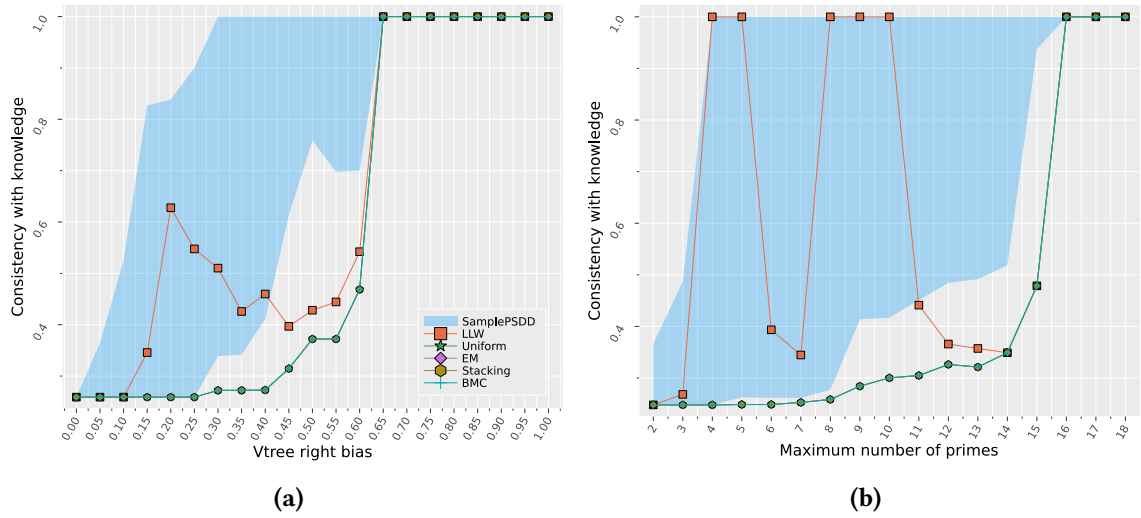 Consistency with knowledge
1.0
0.8
0.6
0.4
SamplePSDD
LLW
Uniform
EM
Stacking
BMC
0.00 0.05 0.10 0.15 0.20 0.25 0.30 0.35 0.40 0.45 0.50 0.55 0.60 0.65 0.70 0.75 0.80 0.85 0.90 0.95 1.00
Vtree right bias
(a)
Consistency with knowledge
1.0
0.8
0.6
0.4
2 3 4 5 6 7 8 9 10 11 12 13 14 15 16 17 18
Maximum number of primes
(b)